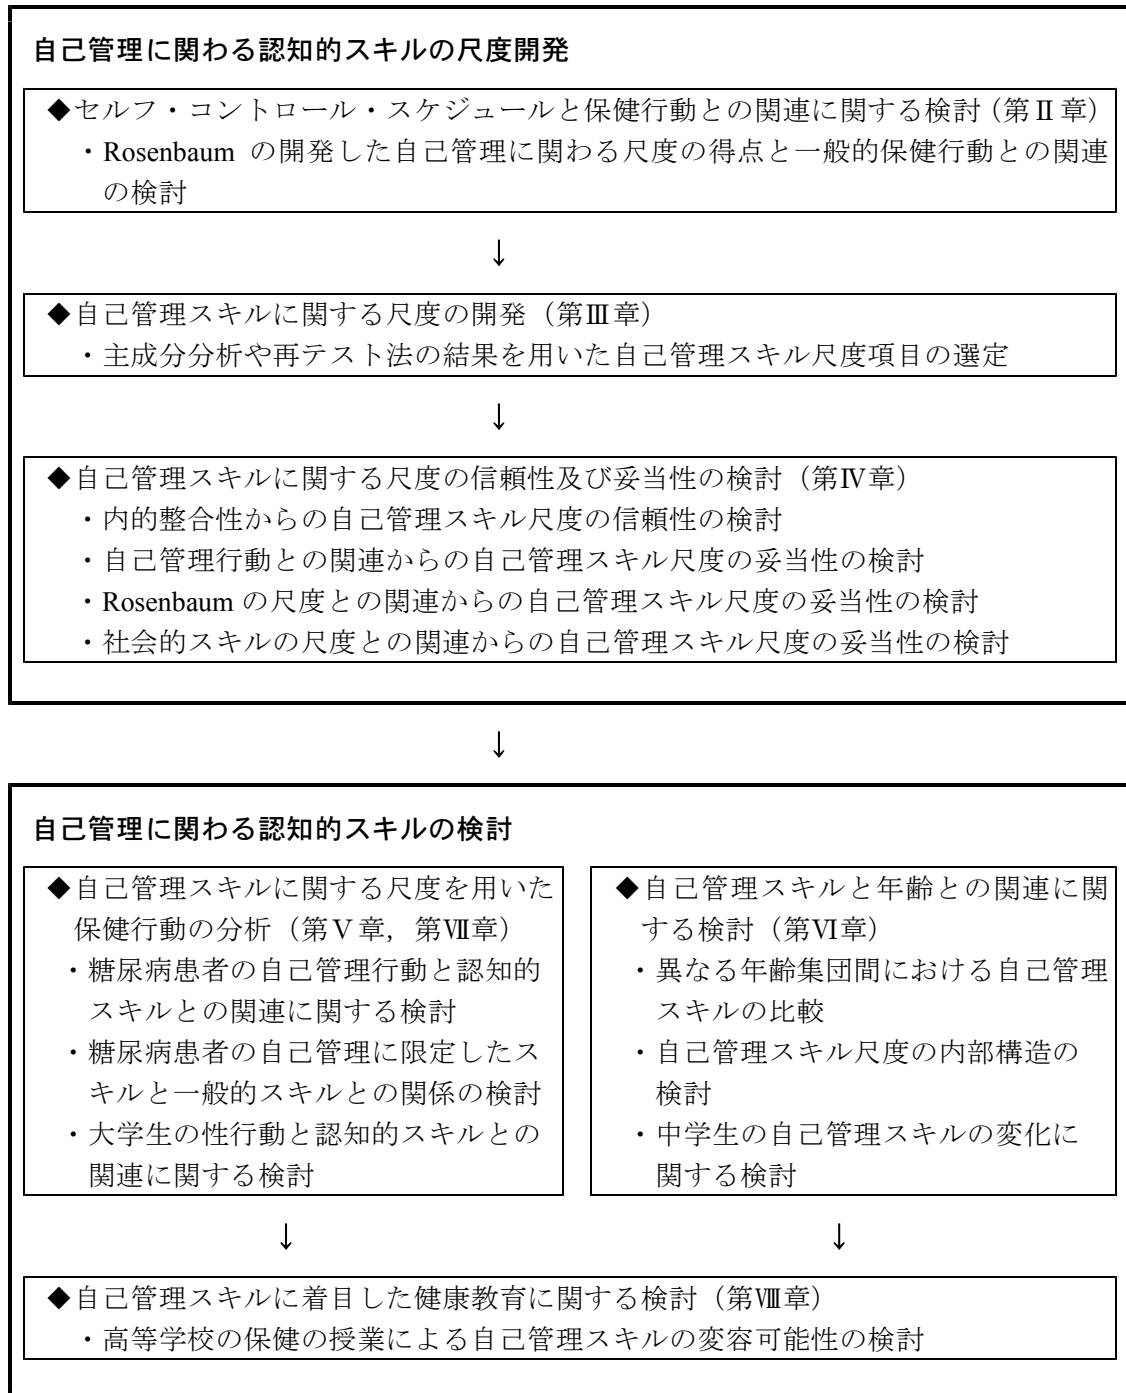 自己管理に関わる認知的スキルの尺度開発
◆セルフ・コントロール・スケジュールと保健行動との関連に関する検討（第Ⅱ章）
・Rosenbaum の開発した自己管理に関わる尺度の得点と一般的保健行動との関連
の検討
↓
◆自己管理スキルに関する尺度の開発（第Ⅲ章）
・主成分分析や再テスト法の結果を用いた自己管理スキル尺度項目の選定
↓
◆自己管理スキルに関する尺度の信頼性及び妥当性の検討（第Ⅳ章）
・内的整合性からの自己管理スキル尺度の信頼性の検討
・自己管理行動との関連からの自己管理スキル尺度の妥当性の検討
・Rosenbaum の尺度との関連からの自己管理スキル尺度の妥当性の検討
・社会的スキルの尺度との関連からの自己管理スキル尺度の妥当性の検討
↓
自己管理に関わる認知的スキルの検討
◆自己管理スキルに関する尺度を用いた
保健行動の分析（第Ⅴ章，第Ⅶ章）
・糖尿病患者の自己管理行動と認知的
スキルとの関連に関する検討
・糖尿病患者の自己管理に限定したス
キルと一般的スキルとの関係の検討
・大学生の性行動と認知的スキルとの
関連に関する検討
↓
◆自己管理スキルと年齢との関連に関
する検討（第Ⅵ章）
・異なる年齢集団間における自己管理
スキルの比較
・自己管理スキル尺度の内部構造の
検討
・中学生の自己管理スキルの変化に
関する検討
↓
◆自己管理スキルに着目した健康教育に関する検討（第Ⅷ章）
・高等学校の保健の授業による自己管理スキルの変容可能性の検討